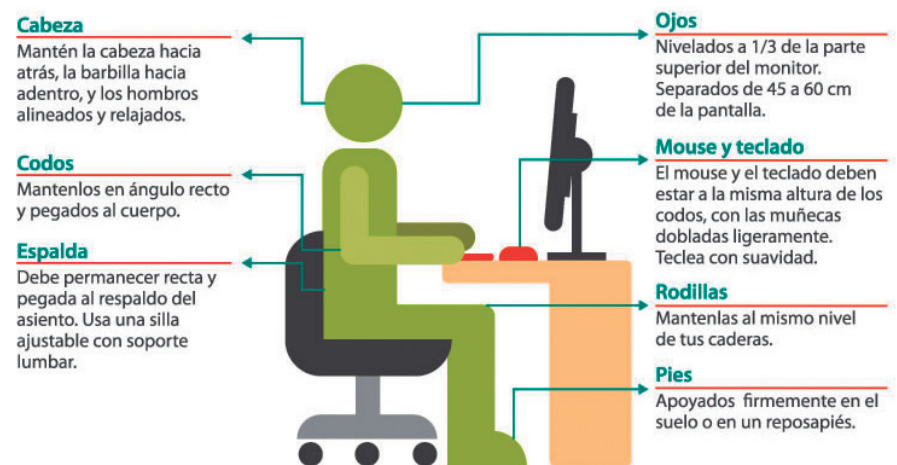 Cabeza
Mantén la cabeza hacia
atrás, la barbilla hacia
adentro, y los hombros
alineados y relajados.
Codos
Mantenlos en ángulo recto
y pegados al cuerpo.
Espalda
Debe permanecer recta y
pegada al respaldo del
asiento. Usa una silla
ajustable con soporte
lumbar.
Ojos
Nivelados a 1/3 de la parte
superior del monitor.
Separados de 45 a 60 cm
de la pantalla.
Mouse y teclado
El mouse y el teclado deben
estar a la misma altura de los
codos, con las muñecas
dobladas ligeramente.
Teclea con suavidad.
Rodillas
Mantenlas al mismo nivel
de tus caderas.
Pies
Apoyados firmemente en el
suelo o en un reposapiés.